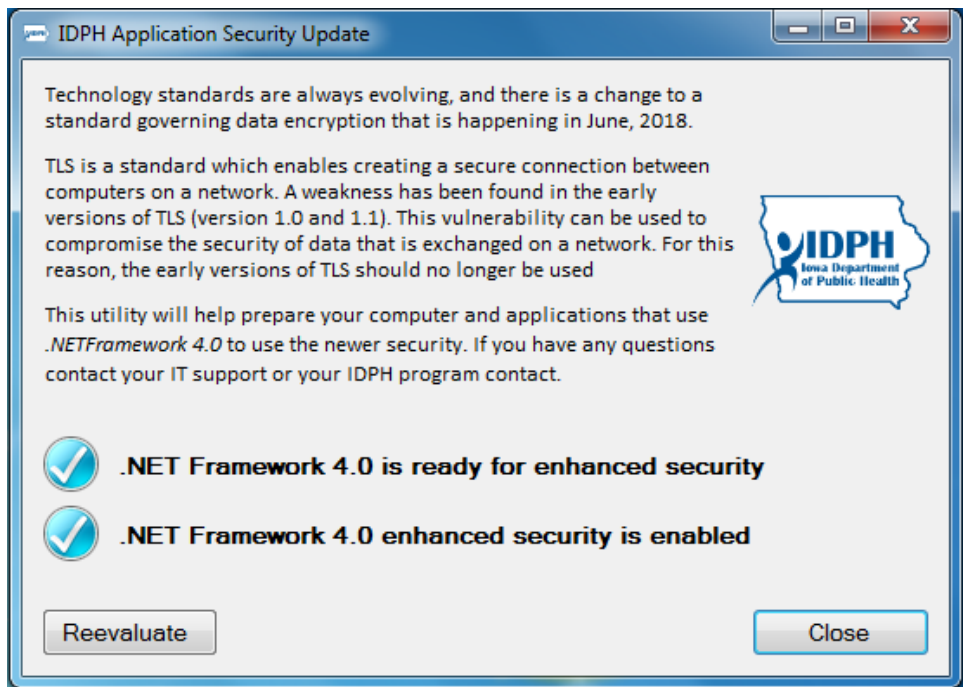 IDPH Application Security Update
Technology standards are always evolving, and there is a change to a
standard governing data encryption that is happening in June, 2018.
TLS is a standard which enables creating a secure connection between
computers on a network. A weakness has been found in the early
versions of TLS (version 1.0 and 1.1). This vulnerability can be used to
compromise the security of data that is exchanged on a network. For this
reason, the early versions of TLS should no longer be used
IDPH
Iowa Department
of Public Health
This utility will help prepare your computer and applications that use
.NETFramework 4.0 to use the newer security. If you have any questions
contact your IT support or your IDPH program contact.
.NET Framework 4.0 is ready for enhanced security
.NET Framework 4.0 enhanced security is enabled
Reevaluate
Close